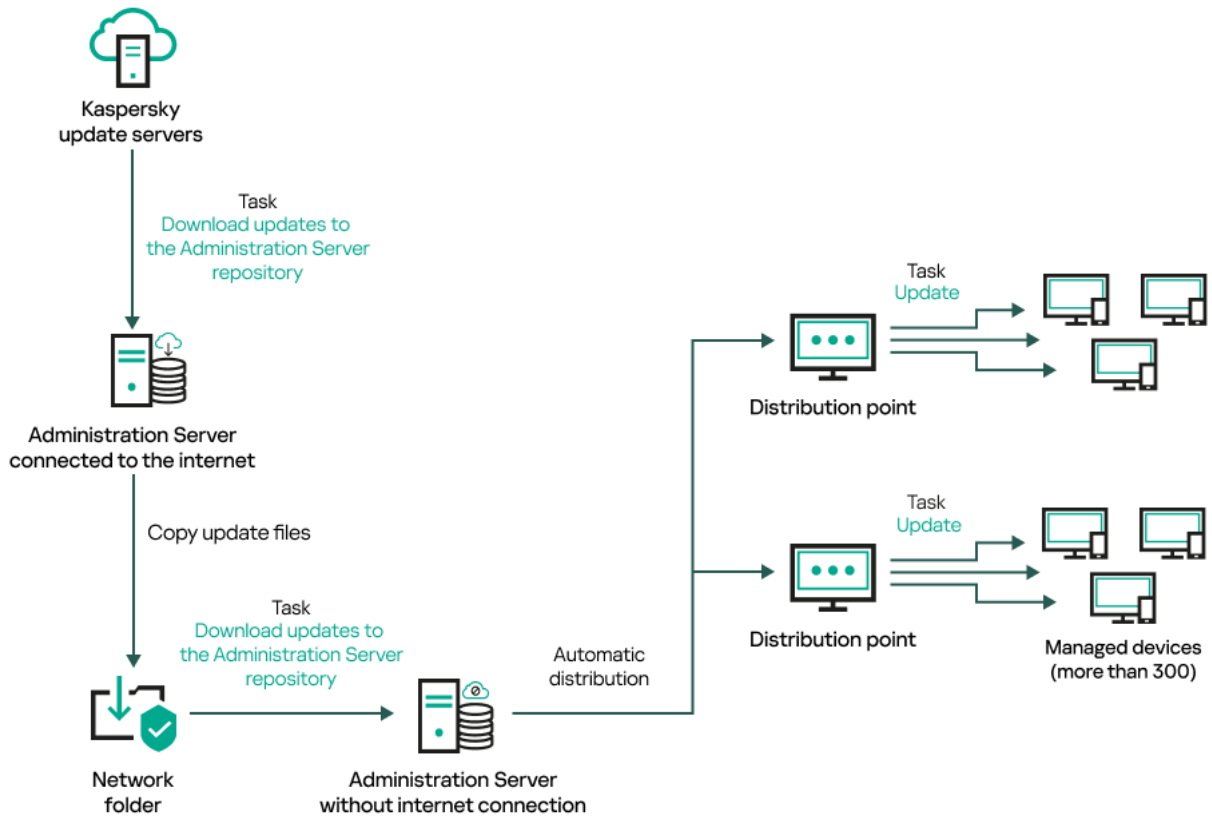 Kaspersky
update servers
Task
Download updates to
the Administration Server
repository
Administration Server
connected to the internet
Copy update files
Task
Download updates to
the Administration Server
repository
Network
folder
Administration Server
without internet connection
Automatic
distribution
Task
Update
Distribution point
Task
Update
Distribution point
Managed devices
(more than 300)